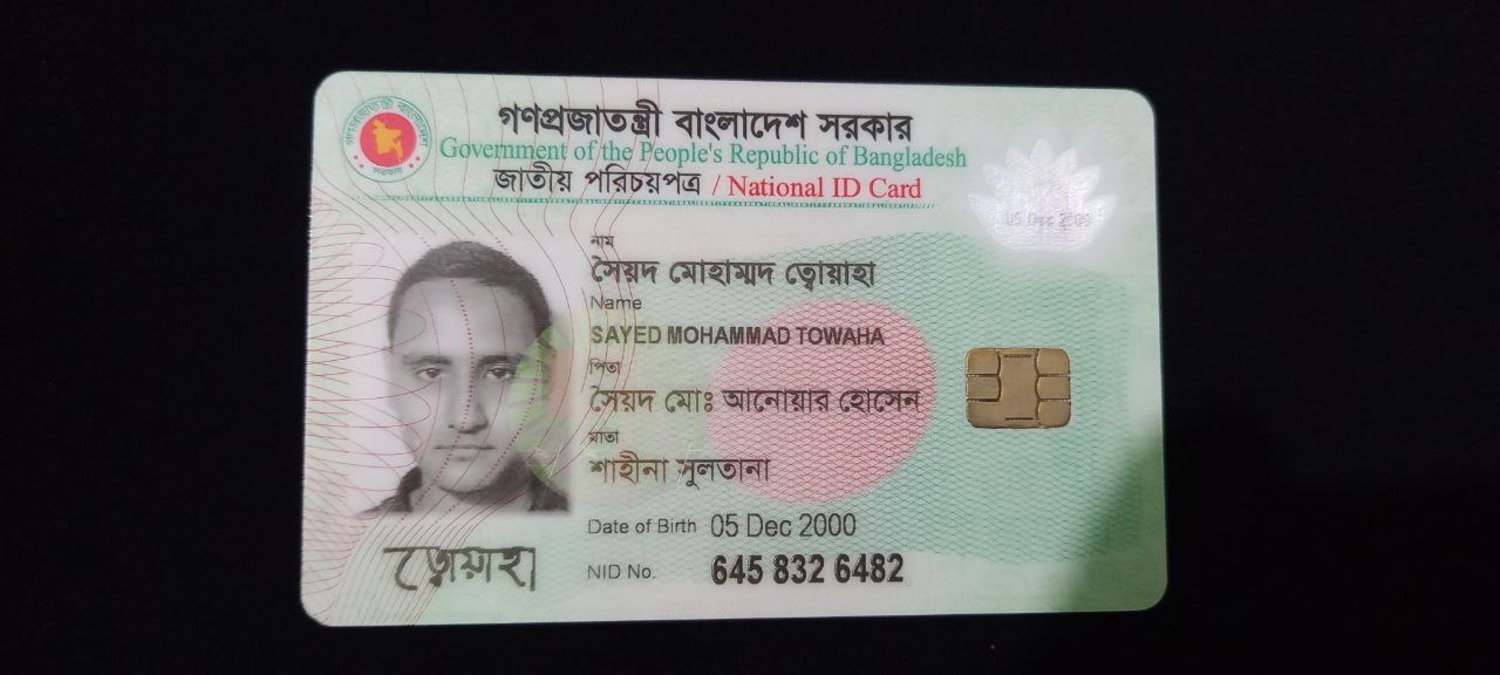 গণপ্রজাতন্ত্রী বাংলাদেশ সরকার
Government of the People's Republic of Bangladesh
জাতীয় পরিচয়পত্র / National ID Card
05 Dec 2000
নাম
সৈয়দ মোহাম্মদ ত্বোয়াহা
Name
SAYED MOHAMMAD TOWAHA
পিতা
সৈয়দ মোঃ আনোয়ার হোসেন
মাতা
শাহীনা সুলতানা
Date of Birth 05 Dec 2000
ত্বোয়াহা
NID No. 645 832 6482